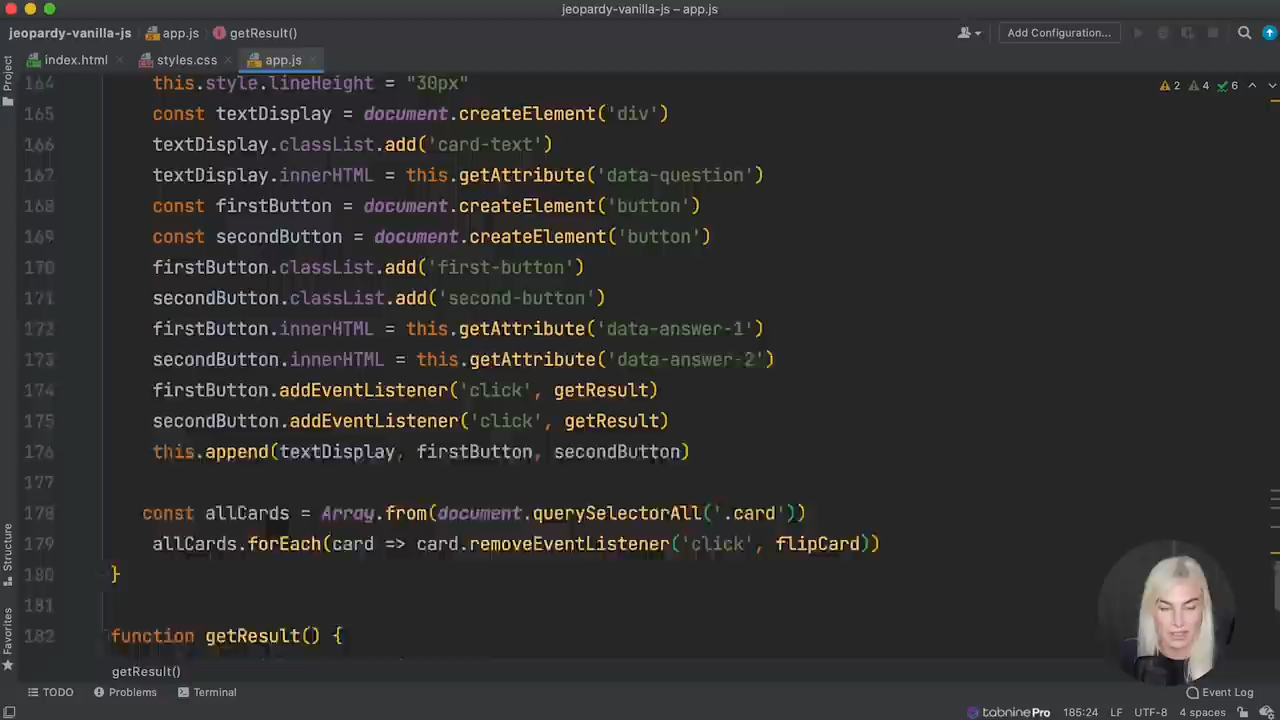 jeopardy-vanilla-js – app.js
jeopardy-vanilla-js
app.js
getResult()
Add Configuration...
Project
index.html
styles.css
app.js
2
4
6
164 this.style.lineHeight = "30px"
165 const textDisplay = document.createElement('div')
166 textDisplay.classList.add('card-text')
167 textDisplay.innerHTML = this.getAttribute('data-question')
168 const firstButton = document.createElement('button')
169 const secondButton = document.createElement('button')
170 firstButton.classList.add('first-button')
171 secondButton.classList.add('second-button')
172 firstButton.innerHTML = this.getAttribute('data-answer-1')
173 secondButton.innerHTML = this.getAttribute('data-answer-2')
174 firstButton.addEventListener('click', getResult)
175 secondButton.addEventListener('click', getResult)
176 this.append(textDisplay, firstButton, secondButton)
177
178 const allCards = Array.from(document.querySelectorAll('.card'))
179 allCards.forEach(card => card.removeEventListener('click', flipCard))
180 }
181
182 function getResult() {
Structure
Favorites
getResult()
TODO
Problems
Terminal
Event Log
tabnine Pro
185:24
LF
UTF-8
4 spaces